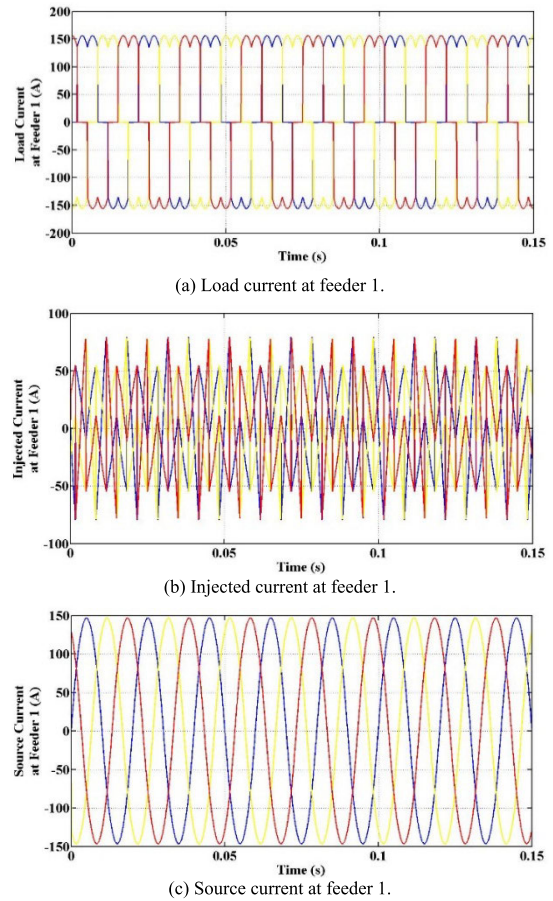 200
150
100
50
0
-50
-100
-150
-200
Load Current
at Feeder 1 (A)
0
0.05
0.1
0.15
Time (s)
(a) Load current at feeder 1.
100
50
0
-50
-100
Injected Current
at Feeder 1 (A)
0
0.05
0.1
0.15
Time (s)
(b) Injected current at feeder 1.
150
100
50
0
-50
-100
-150
Source Current
at Feeder 1 (A)
0
0.05
0.1
0.15
Time (s)
(c) Source current at feeder 1.